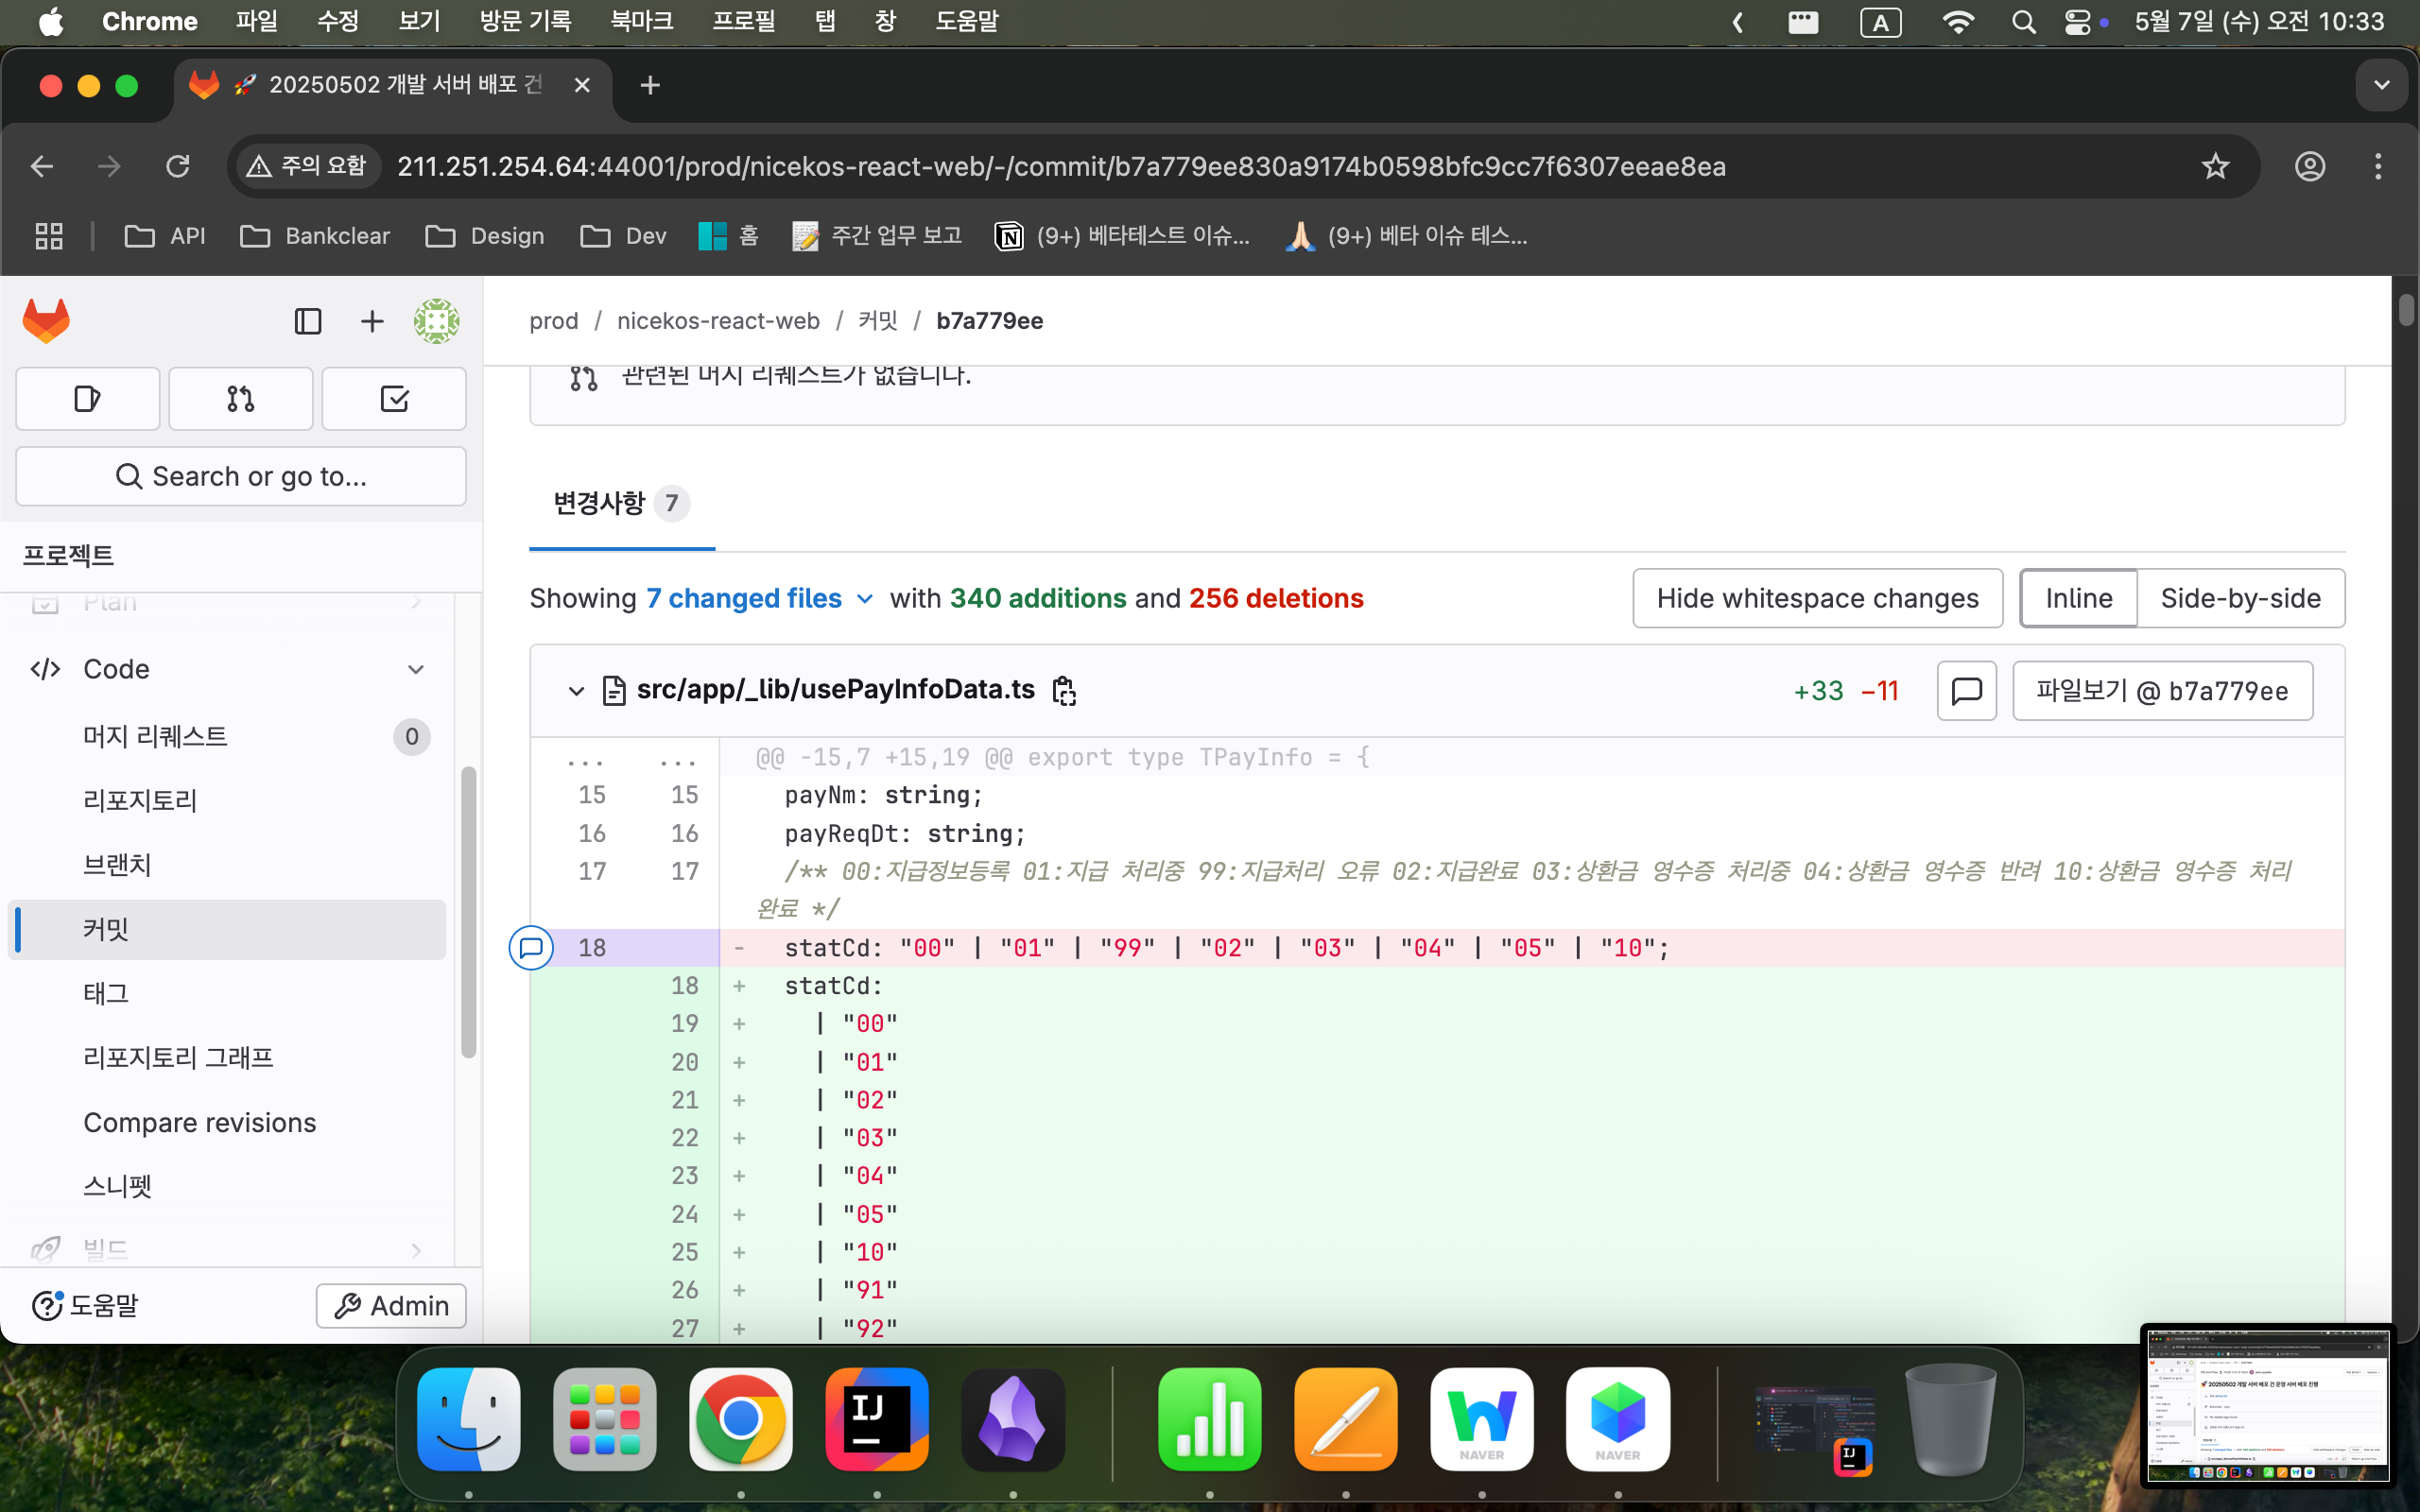 Chrome 파일 수정 보기 방문 기록 북마크 프로필 탭 창 도움말 A 5월 7일 (수) 오전 10:33
🚀 20250502 개발 서버 배포 건
주의 요함 211.251.254.64:44001/prod/nicekos-react-web/-/commit/b7a779ee830a9174b0598bfc9cc7f6307eeae8ea
API Bankclear Design Dev 홈 주간 업무 보고 (9+) 베타테스트 이슈... (9+) 베타 이슈 테스...
prod / nicekos-react-web / 커밋 / b7a779ee
관련된 머지 리퀘스트가 없습니다.
Search or go to...
변경사항 7
프로젝트
Plan
Showing 7 changed files with 340 additions and 256 deletions
Hide whitespace changes Inline Side-by-side
Code
머지 리퀘스트 0
리포지토리
브랜치
커밋
태그
리포지토리 그래프
Compare revisions
스니펫
빌드
도움말 Admin
src/app/_lib/usePayInfoData.ts +33 −11 파일보기 @ b7a779ee
... ... @@ -15,7 +15,19 @@ export type TPayInfo = {
15 15 payNm: string;
16 16 payReqDt: string;
17 17 /** 00:지급정보등록 01:지급 처리중 99:지급처리 오류 02:지급완료 03:상환금 영수증 처리중 04:상환금 영수증 반려 10:상환금 영수증 처리
완료 */
18 - statCd: "00" | "01" | "99" | "02" | "03" | "04" | "05" | "10";
18 + statCd:
19 + | "00"
20 + | "01"
21 + | "02"
22 + | "03"
23 + | "04"
24 + | "05"
25 + | "10"
26 + | "91"
27 + | "92"
IJ
NAVER
NAVER
IJ